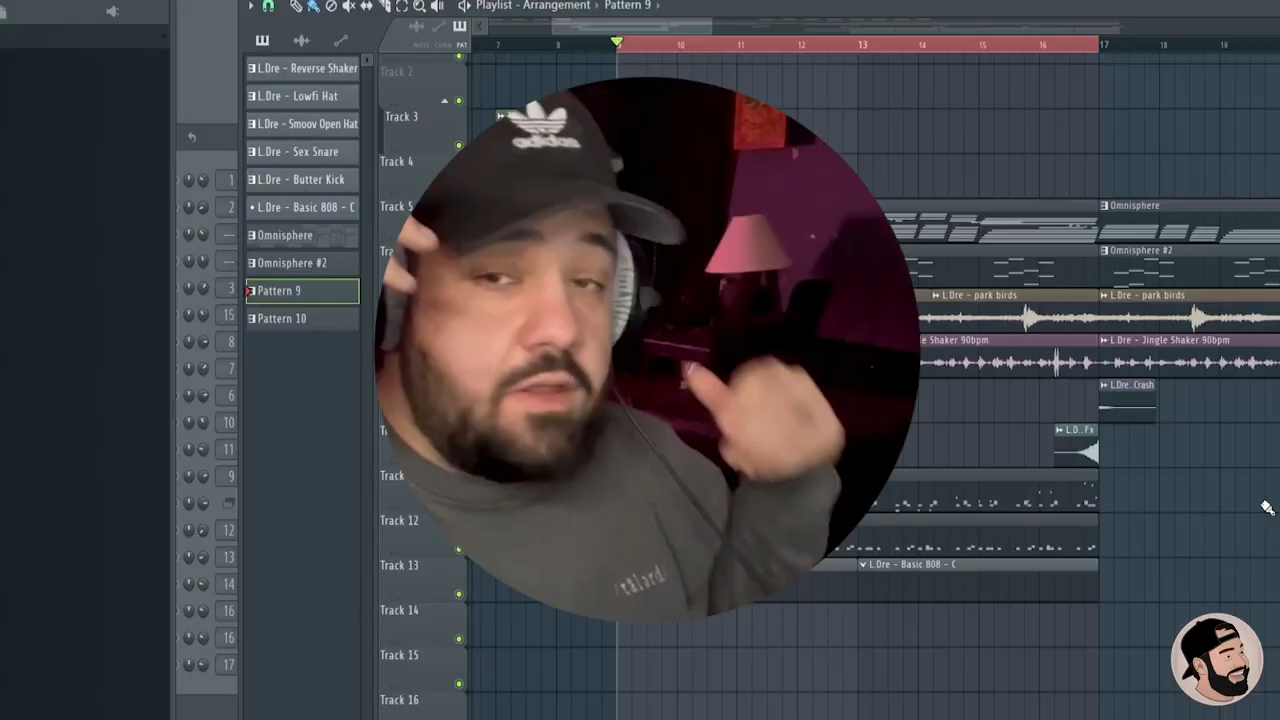 Playlist - Arrangement › Pattern 9 ›
NOTE CHAN PAT
7 8 10 11 12 13 14 15 16 17 18 19
L.Dre - Reverse Shaker
L.Dre - Lowfi Hat
L.Dre - Smoov Open Hat
L.Dre - Sex Snare
L.Dre - Butter Kick
L.Dre - Basic 808 - C
Omnisphere
Omnisphere #2
Pattern 9
Pattern 10
1
2
3
15
8
7
6
10
11
9
12
13
14
16
16
17
Track 2
Track 3
Track 4
Track 5
Track 12
Track 13
Track 14
Track 15
Track 16
adidas
Omnisphere
Omnisphere #2
L.Dre - park birds
L.Dre - park birds
Shaker 90bpm
L.Dre - Jingle Shaker 90bpm
L.Dre..Crash
L.D..Fx
L.Dre - Basic 808 - C